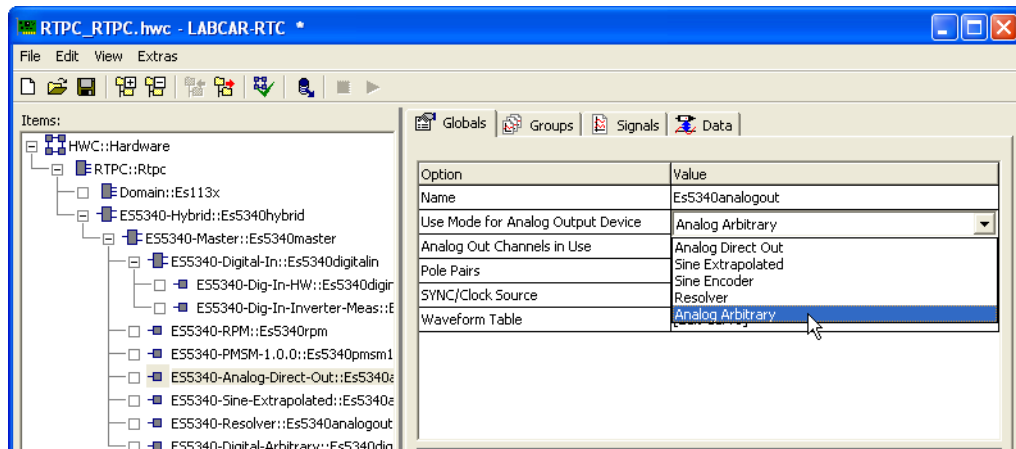 RTPC_RTPC.hwc - LABCAR-RTC *
File Edit View Extras
Items:
HWC::Hardware
RTPC::Rtpc
Domain::Es113x
ES5340-Hybrid::Es5340hybrid
ES5340-Master::Es5340master
ES5340-Digital-In::Es5340digitalin
ES5340-Dig-In-HW::Es5340digir
ES5340-Dig-In-Inverter-Meas::E
ES5340-RPM::Es5340rpm
ES5340-PMSM-1.0.0::Es5340pmsm1
ES5340-Analog-Direct-Out::Es5340a
ES5340-Sine-Extrapolated::Es5340a
ES5340-Resolver::Es5340analogout
ES5340-Digital-Arbitrary::Es5340dig
Globals Groups Signals Data
Option Value
Name Es5340analogout
Use Mode for Analog Output Device Analog Arbitrary
Analog Out Channels in Use
Pole Pairs
SYNC/Clock Source
Waveform Table
Analog Direct Out
Sine Extrapolated
Sine Encoder
Resolver
Analog Arbitrary